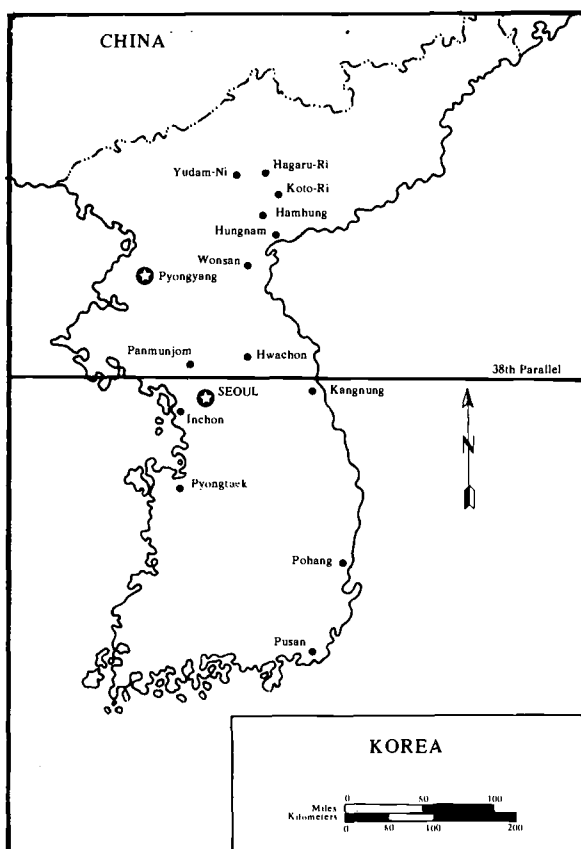 CHINA
Yudam-Ni
Hagaru-Ri
Koto-Ri
Hamhung
Hungnam
Wonsan
Pyongyang
Panmunjom
Hwachon
38th Parallel
SEOUL
Kangnung
Inchon
N
Pyongtaek
Pohang
Pusan
KOREA
0 50 100
Miles
Kilometers
0 80 100 200